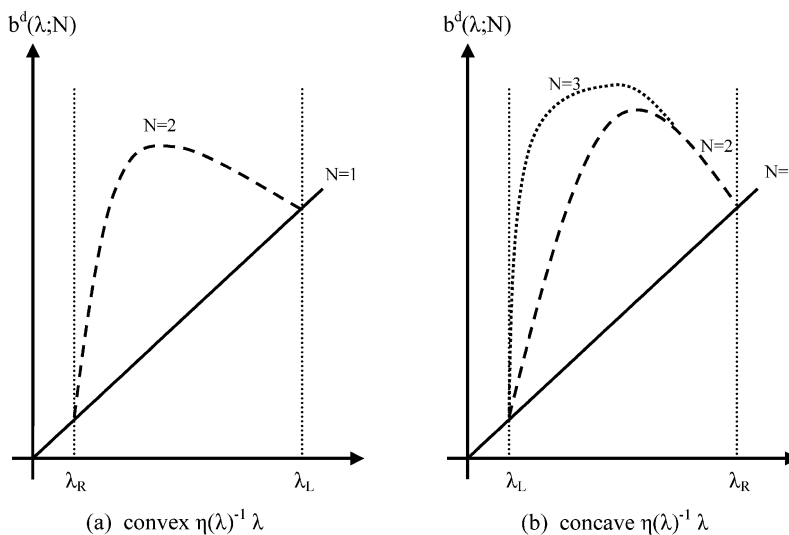 b^d(λ;N)
N=2
N=1
λ_R
λ_L
(a) convex η(λ)^-1 λ
b^d(λ;N)
N=3
N=2
N=
λ_L
λ_R
(b) concave η(λ)^-1 λ